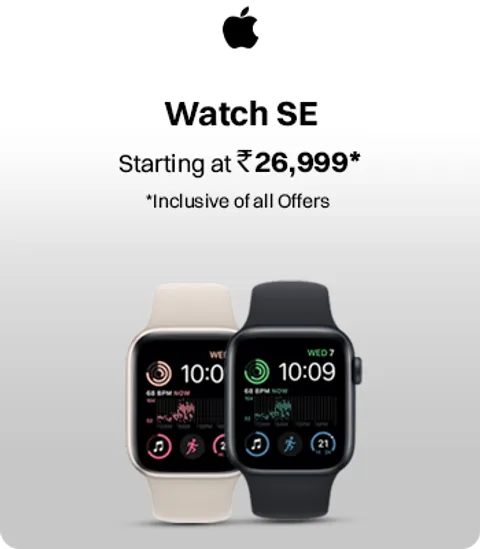 Watch SE
Starting at ₹26,999*
*Inclusive of all Offers
WED
10:0
68 BPM NOW
WED 7
10:09
68 BPM NOW
21